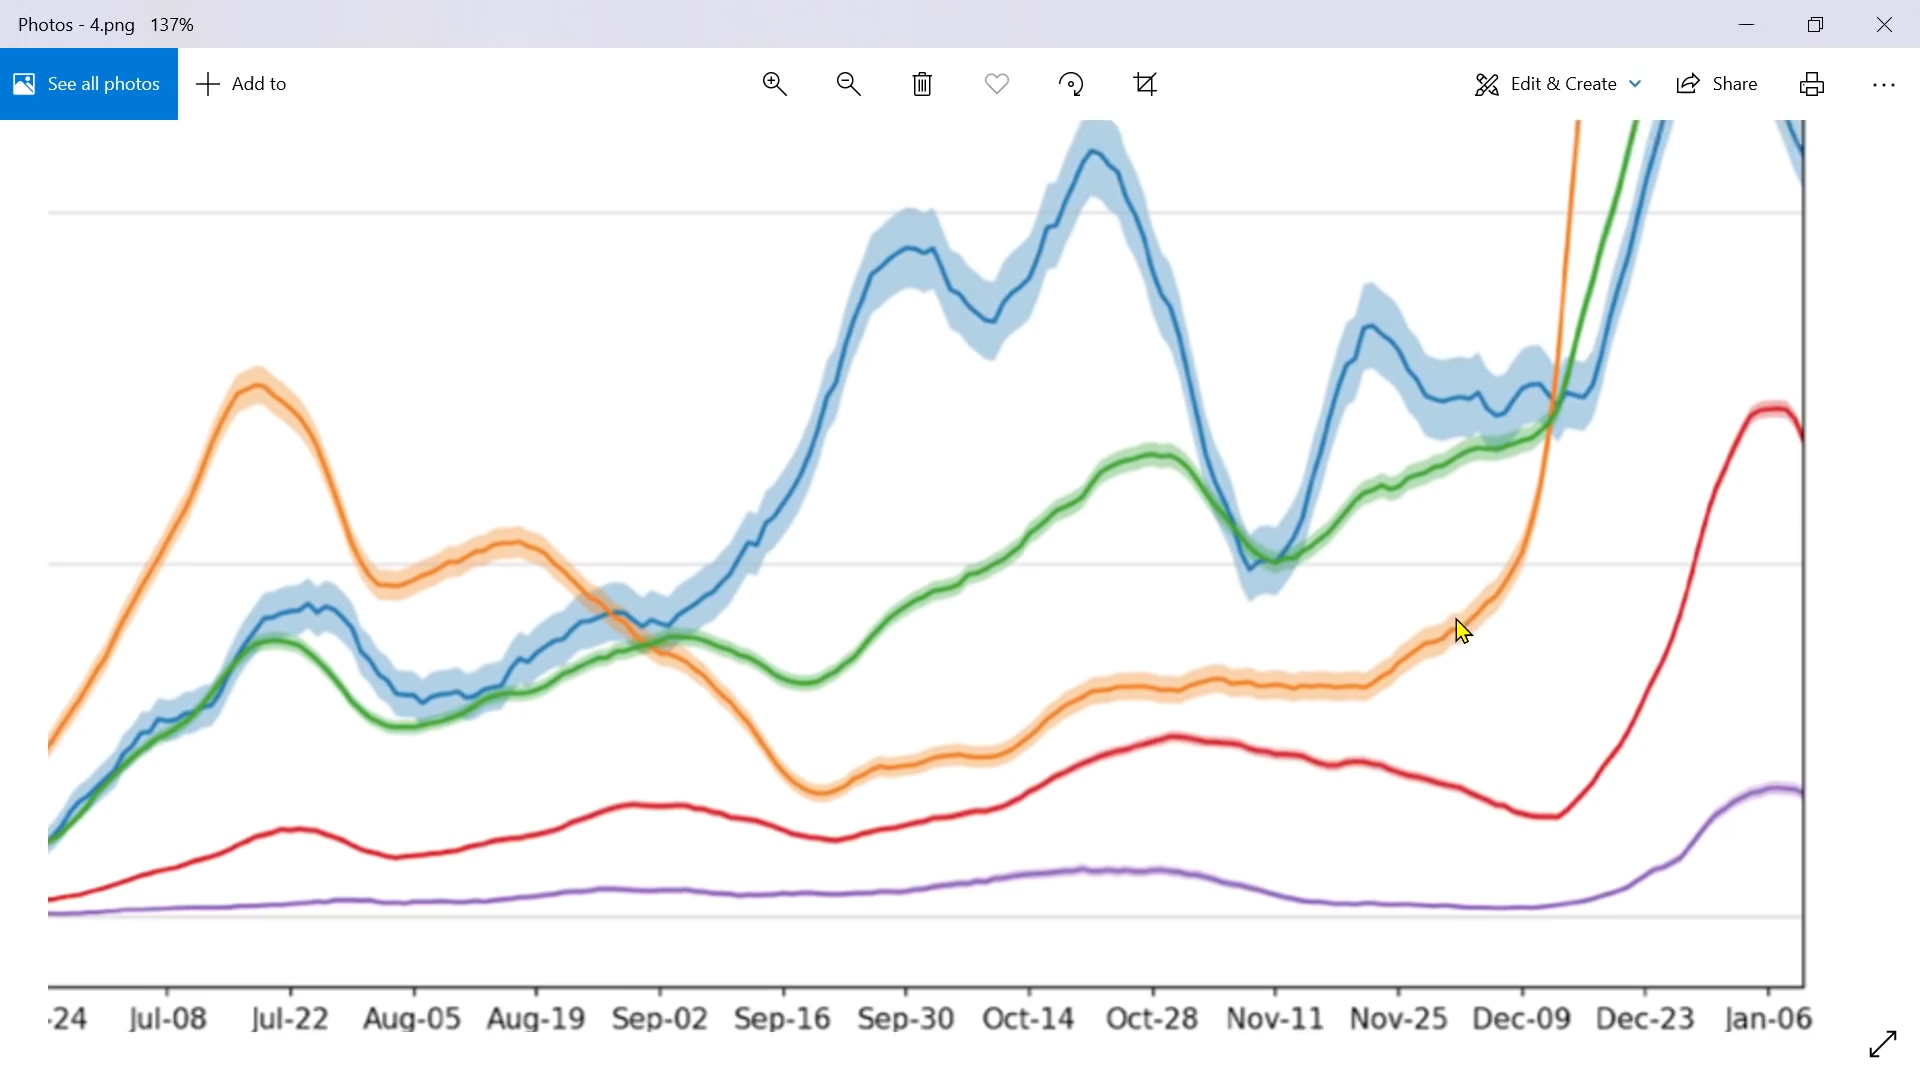 Photos - 4.png 137%
See all photos
Add to
Edit & Create
Share
-24 Jul-08 Jul-22 Aug-05 Aug-19 Sep-02 Sep-16 Sep-30 Oct-14 Oct-28 Nov-11 Nov-25 Dec-09 Dec-23 Jan-06